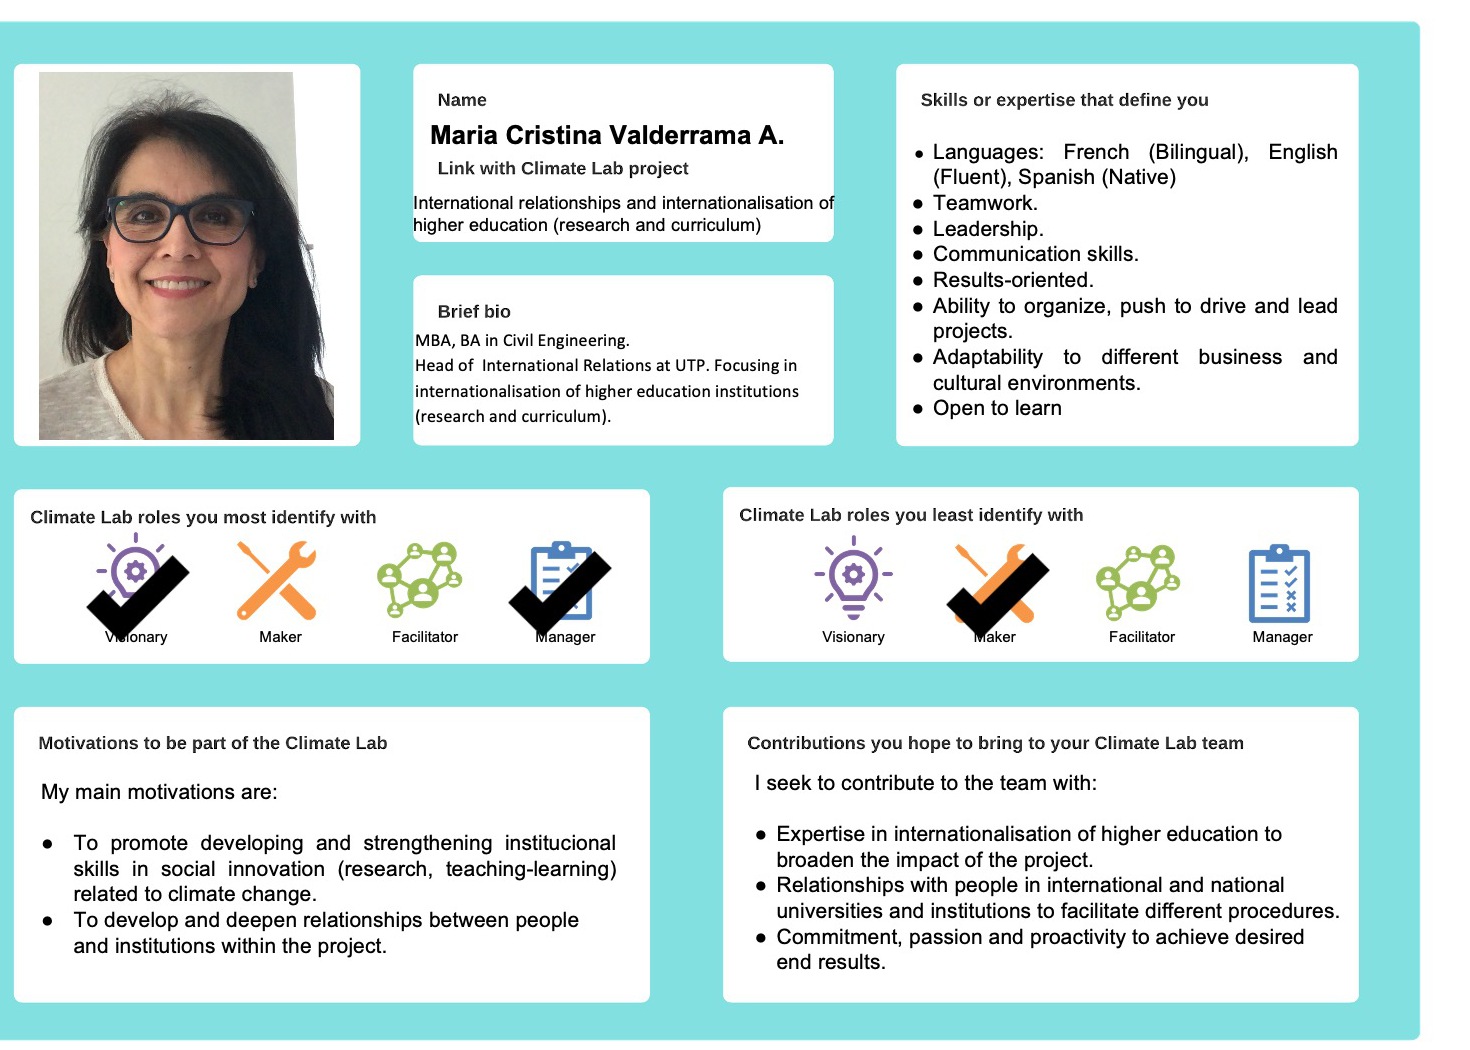 Name
Maria Cristina Valderrama A.
Link with Climate Lab project
International relationships and internationalisation of
higher education (research and curriculum)
Brief bio
MBA, BA in Civil Engineering.
Head of International Relations at UTP. Focusing in
internationalisation of higher education institutions
(research and curriculum).
Skills or expertise that define you
● Languages: French (Bilingual), English
(Fluent), Spanish (Native)
● Teamwork.
● Leadership.
● Communication skills.
● Results-oriented.
● Ability to organize, push to drive and lead
projects.
● Adaptability to different business and
cultural environments.
● Open to learn
Climate Lab roles you most identify with
Visionary Maker Facilitator Manager
Climate Lab roles you least identify with
Visionary Maker Facilitator Manager
Motivations to be part of the Climate Lab
My main motivations are:
● To promote developing and strengthening institucional
skills in social innovation (research, teaching-learning)
related to climate change.
● To develop and deepen relationships between people
and institutions within the project.
Contributions you hope to bring to your Climate Lab team
I seek to contribute to the team with:
● Expertise in internationalisation of higher education to
broaden the impact of the project.
● Relationships with people in international and national
universities and institutions to facilitate different procedures.
● Commitment, passion and proactivity to achieve desired
end results.